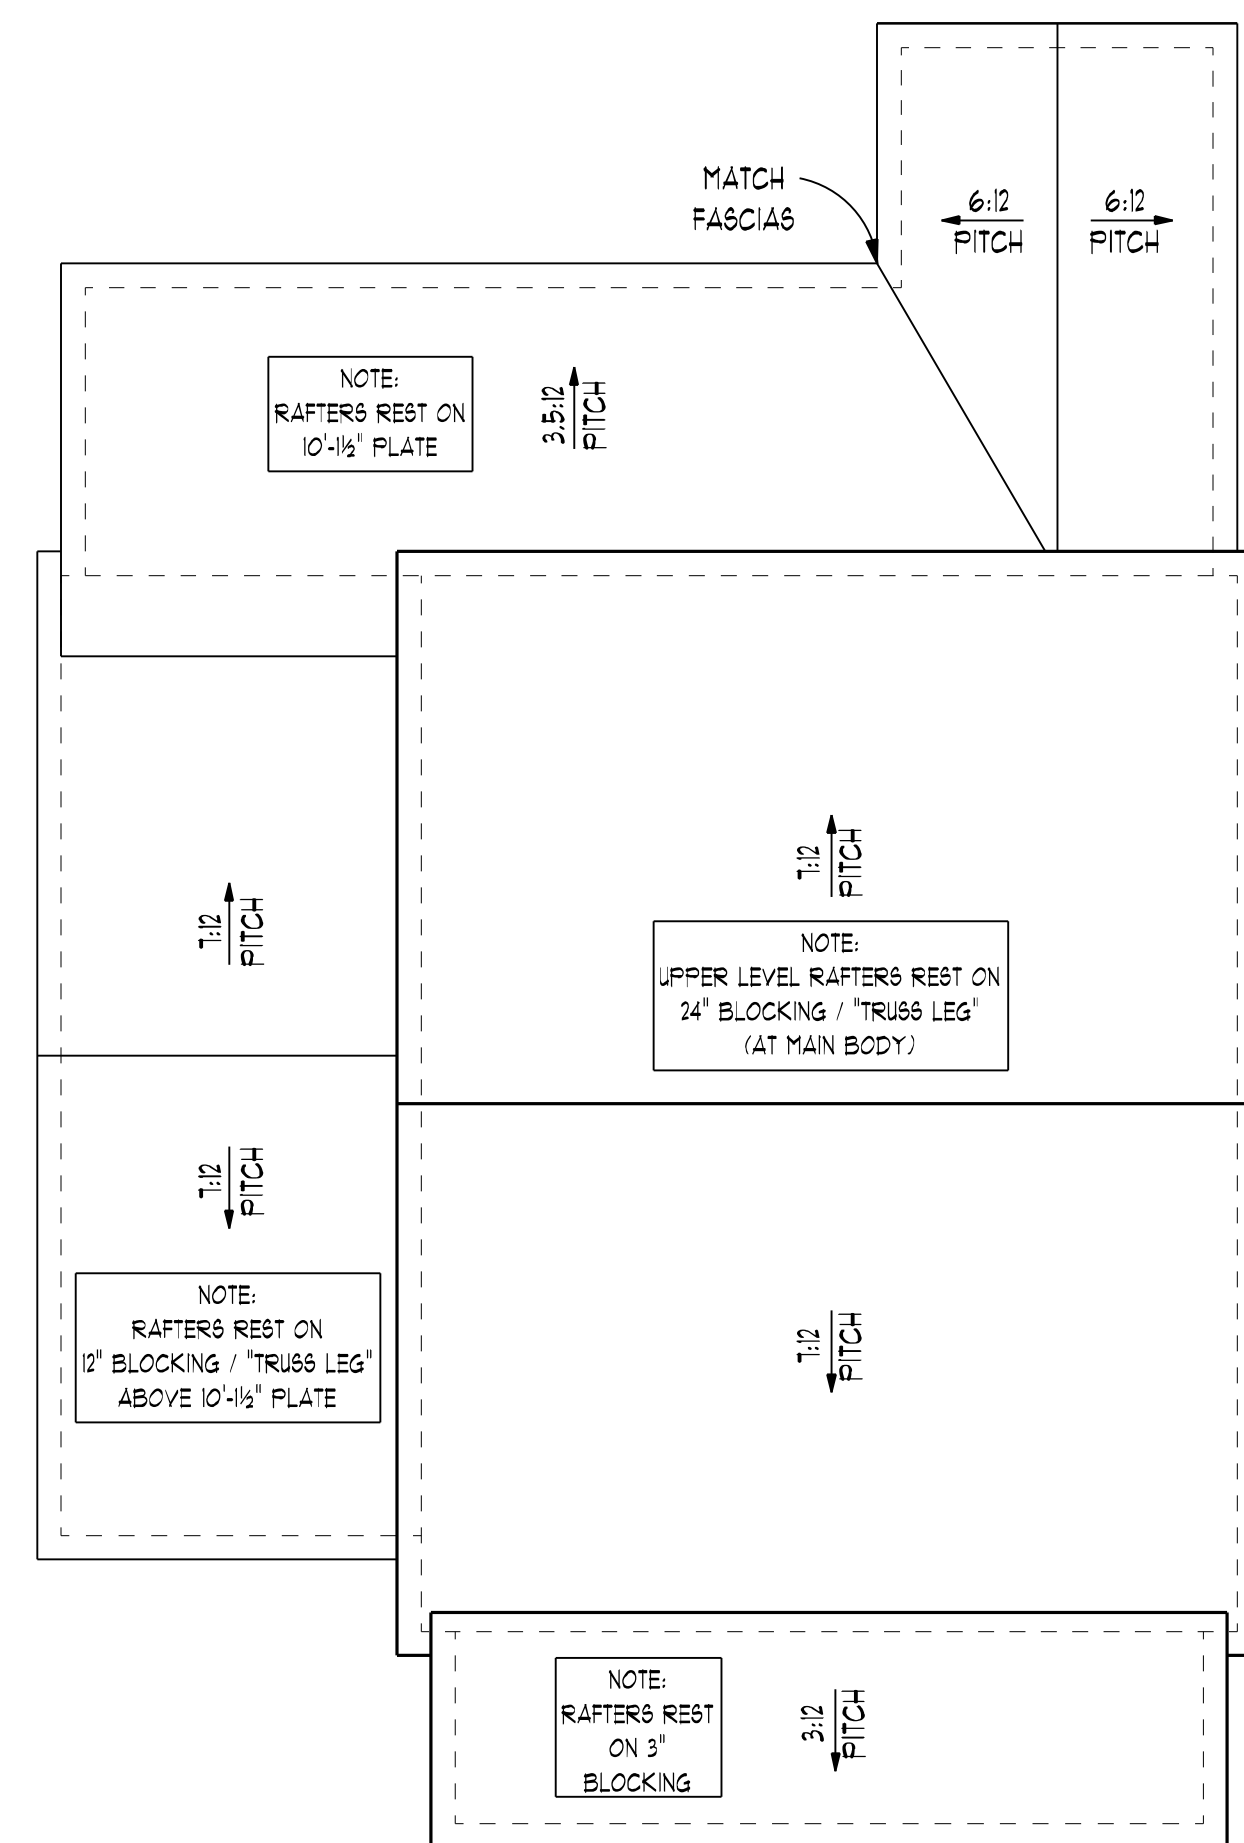 MATCH
FASCIAS
6:12
PITCH
6:12
PITCH
NOTE:
RAFTERS REST ON
10'-1½" PLATE
3.5:12
PITCH
7:12
PITCH
NOTE:
UPPER LEVEL RAFTERS REST ON
24" BLOCKING / "TRUSS LEG"
(AT MAIN BODY)
7:12
PITCH
7:12
PITCH
NOTE:
RAFTERS REST ON
12" BLOCKING / "TRUSS LEG"
ABOVE 10'-1½" PLATE
7:12
PITCH
NOTE:
RAFTERS REST
ON 3"
BLOCKING
3:12
PITCH